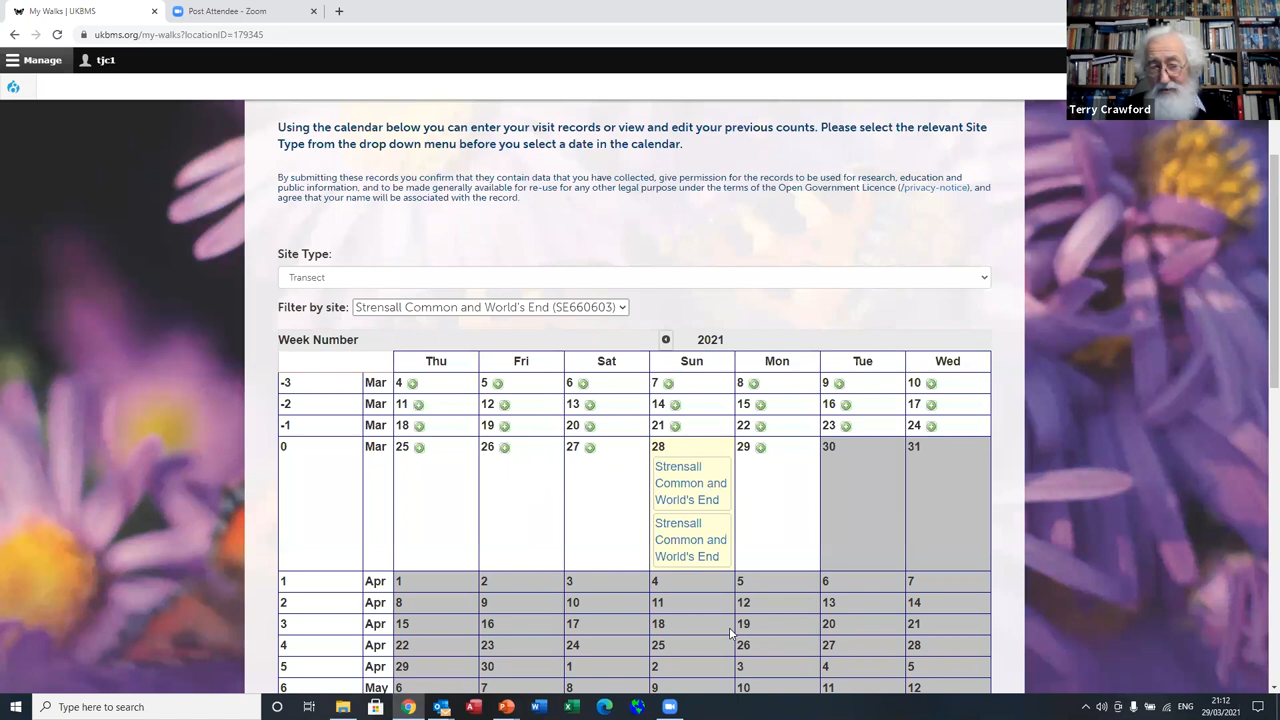 My Walks | UKBMS
Post Attendee - Zoom
ukbms.org/my-walks?locationID=179345
Manage tjc1
Terry Crawford
Using the calendar below you can enter your visit records or view and edit your previous counts. Please select the relevant Site
Type from the drop down menu before you select a date in the calendar.
By submitting these records you confirm that they contain data that you have collected, give permission for the records to be used for research, education and
public information, and to be made generally available for re-use for any other legal purpose under the terms of the Open Government Licence (/privacy-notice), and
agree that your name will be associated with the record.
Site Type:
Transect
Filter by site: Strensall Common and World's End (SE660603)
Week Number 2021
Thu Fri Sat Sun Mon Tue Wed
-3 Mar 4 5 6 7 8 9 10
-2 Mar 11 12 13 14 15 16 17
-1 Mar 18 19 20 21 22 23 24
0 Mar 25 26 27 28 29 30 31
Strensall
Common and
World's End
Strensall
Common and
World's End
1 Apr 1 2 3 4 5 6 7
2 Apr 8 9 10 11 12 13 14
3 Apr 15 16 17 18 19 20 21
4 Apr 22 23 24 25 26 27 28
5 Apr 29 30 1 2 3 4 5
6 May 6 7 8 9 10 11 12
Type here to search
ENG
21:12
29/03/2021